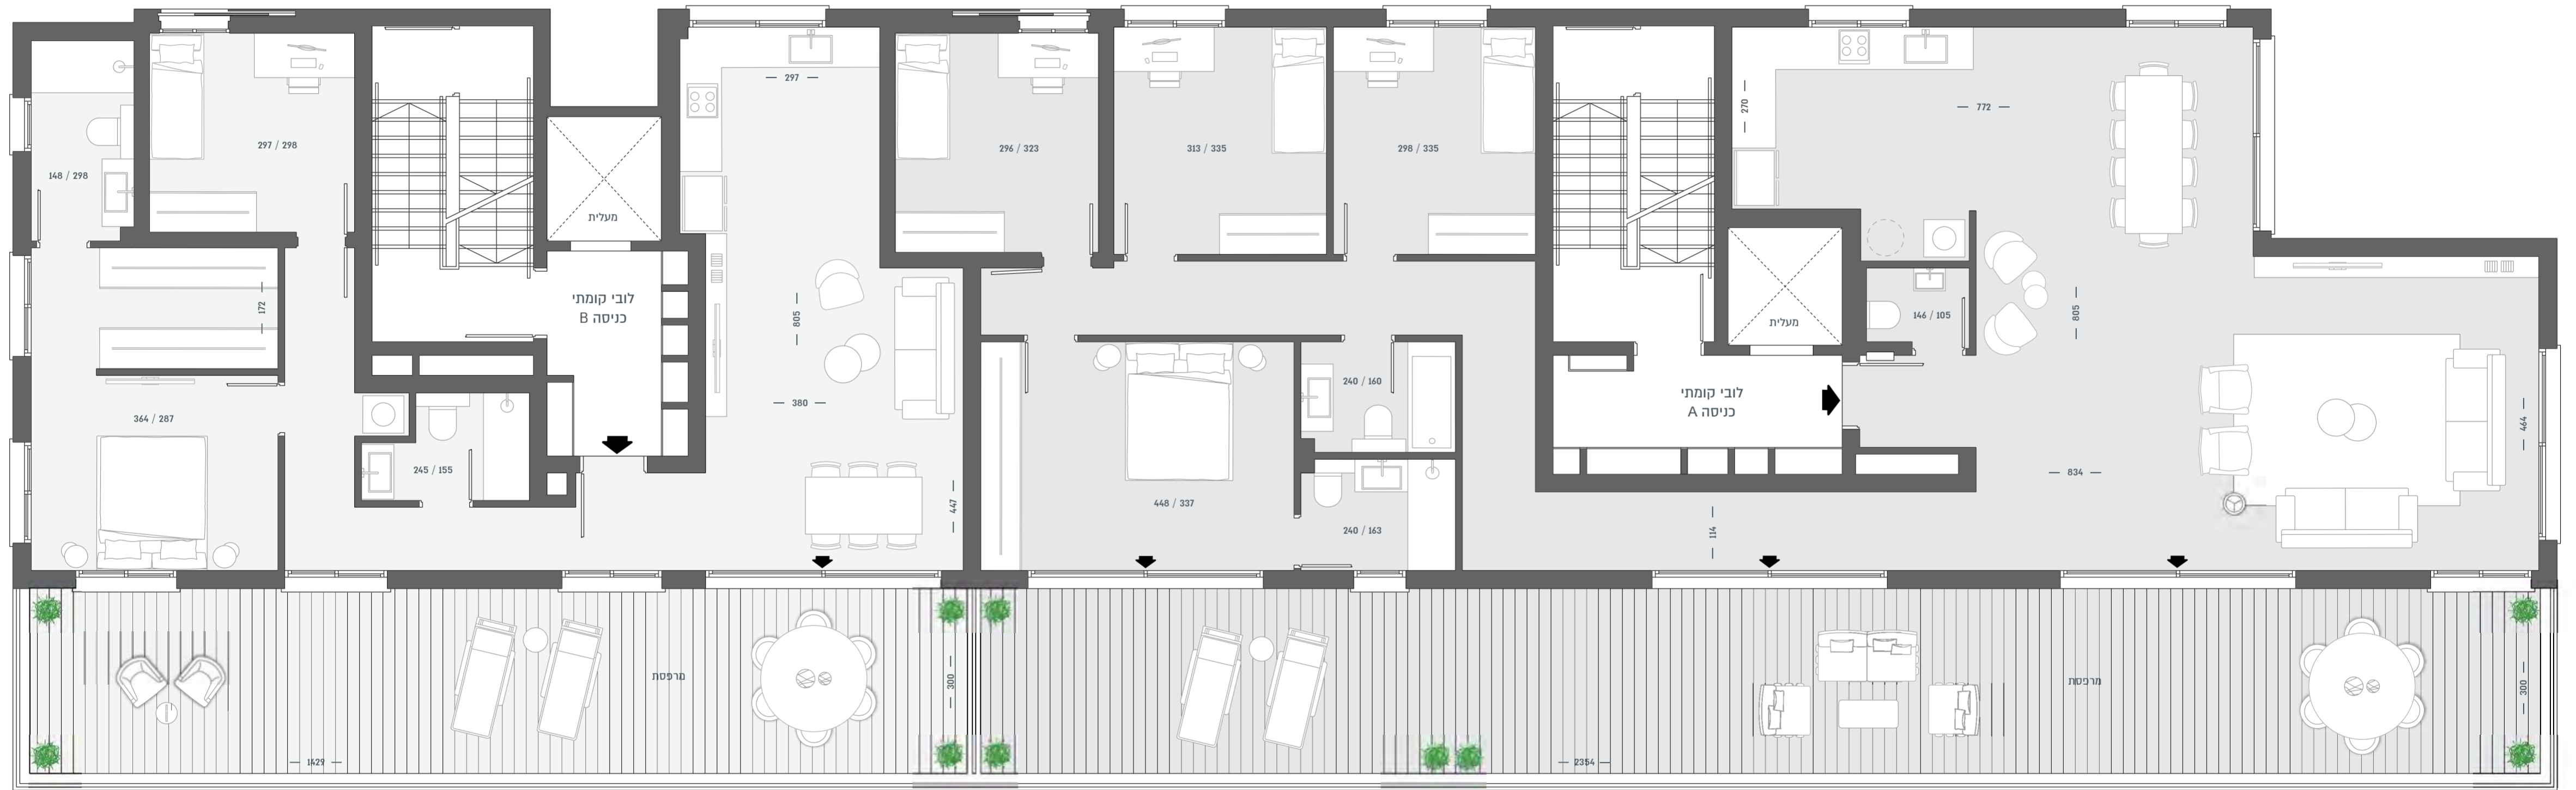 297
270
772
297 / 298
296 / 323
313 / 335
298 / 335
148 / 298
מעלית
172
לובי קומתי
כניסה B
805
מעלית
146 / 105
805
380
240 / 160
לובי קומתי
כניסה A
464
364 / 287
245 / 155
447
448 / 337
834
240 / 163
114
מרפסת
300
מרפסת
300
1429
2354